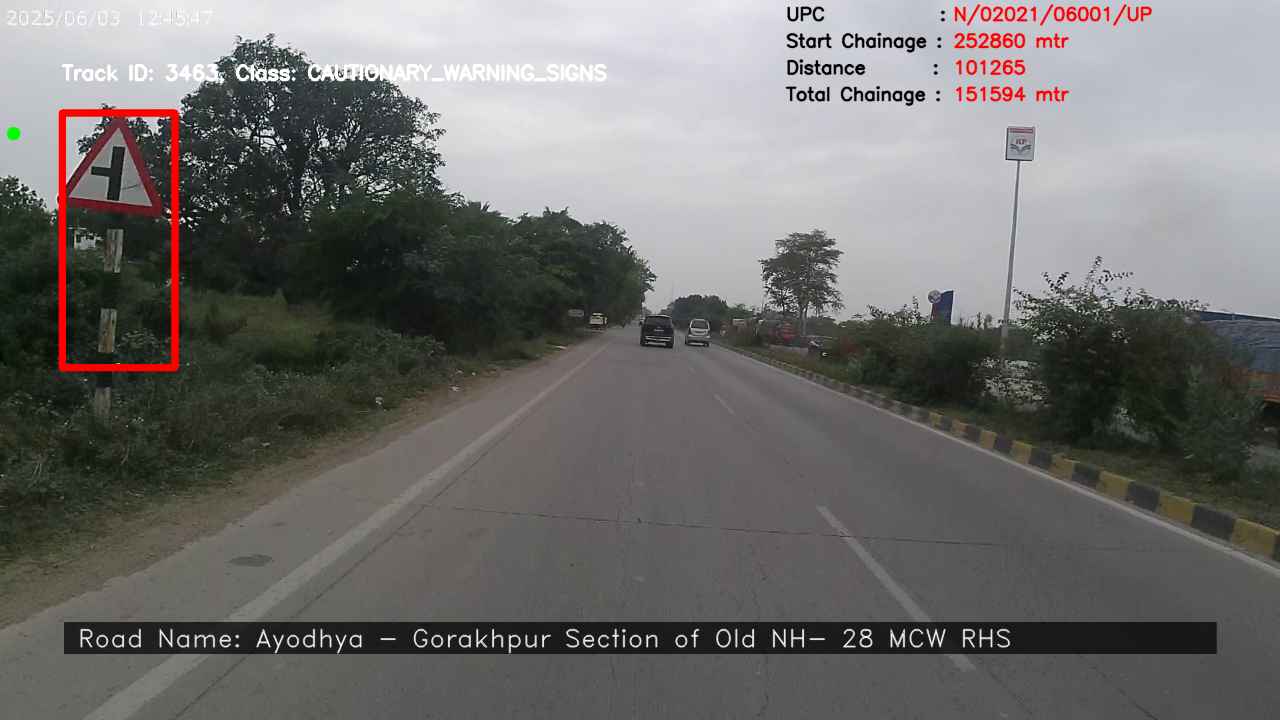 2025/06/03 12:45:47
UPC : N/02021/06001/UP
Start Chainage : 252860 mtr
Distance : 101265
Total Chainage : 151594 mtr
Track ID: 3463, Class: CAUTIONARY_WARNING_SIGNS
HP
Road Name: Ayodhya - Gorakhpur Section of Old NH- 28 MCW RHS